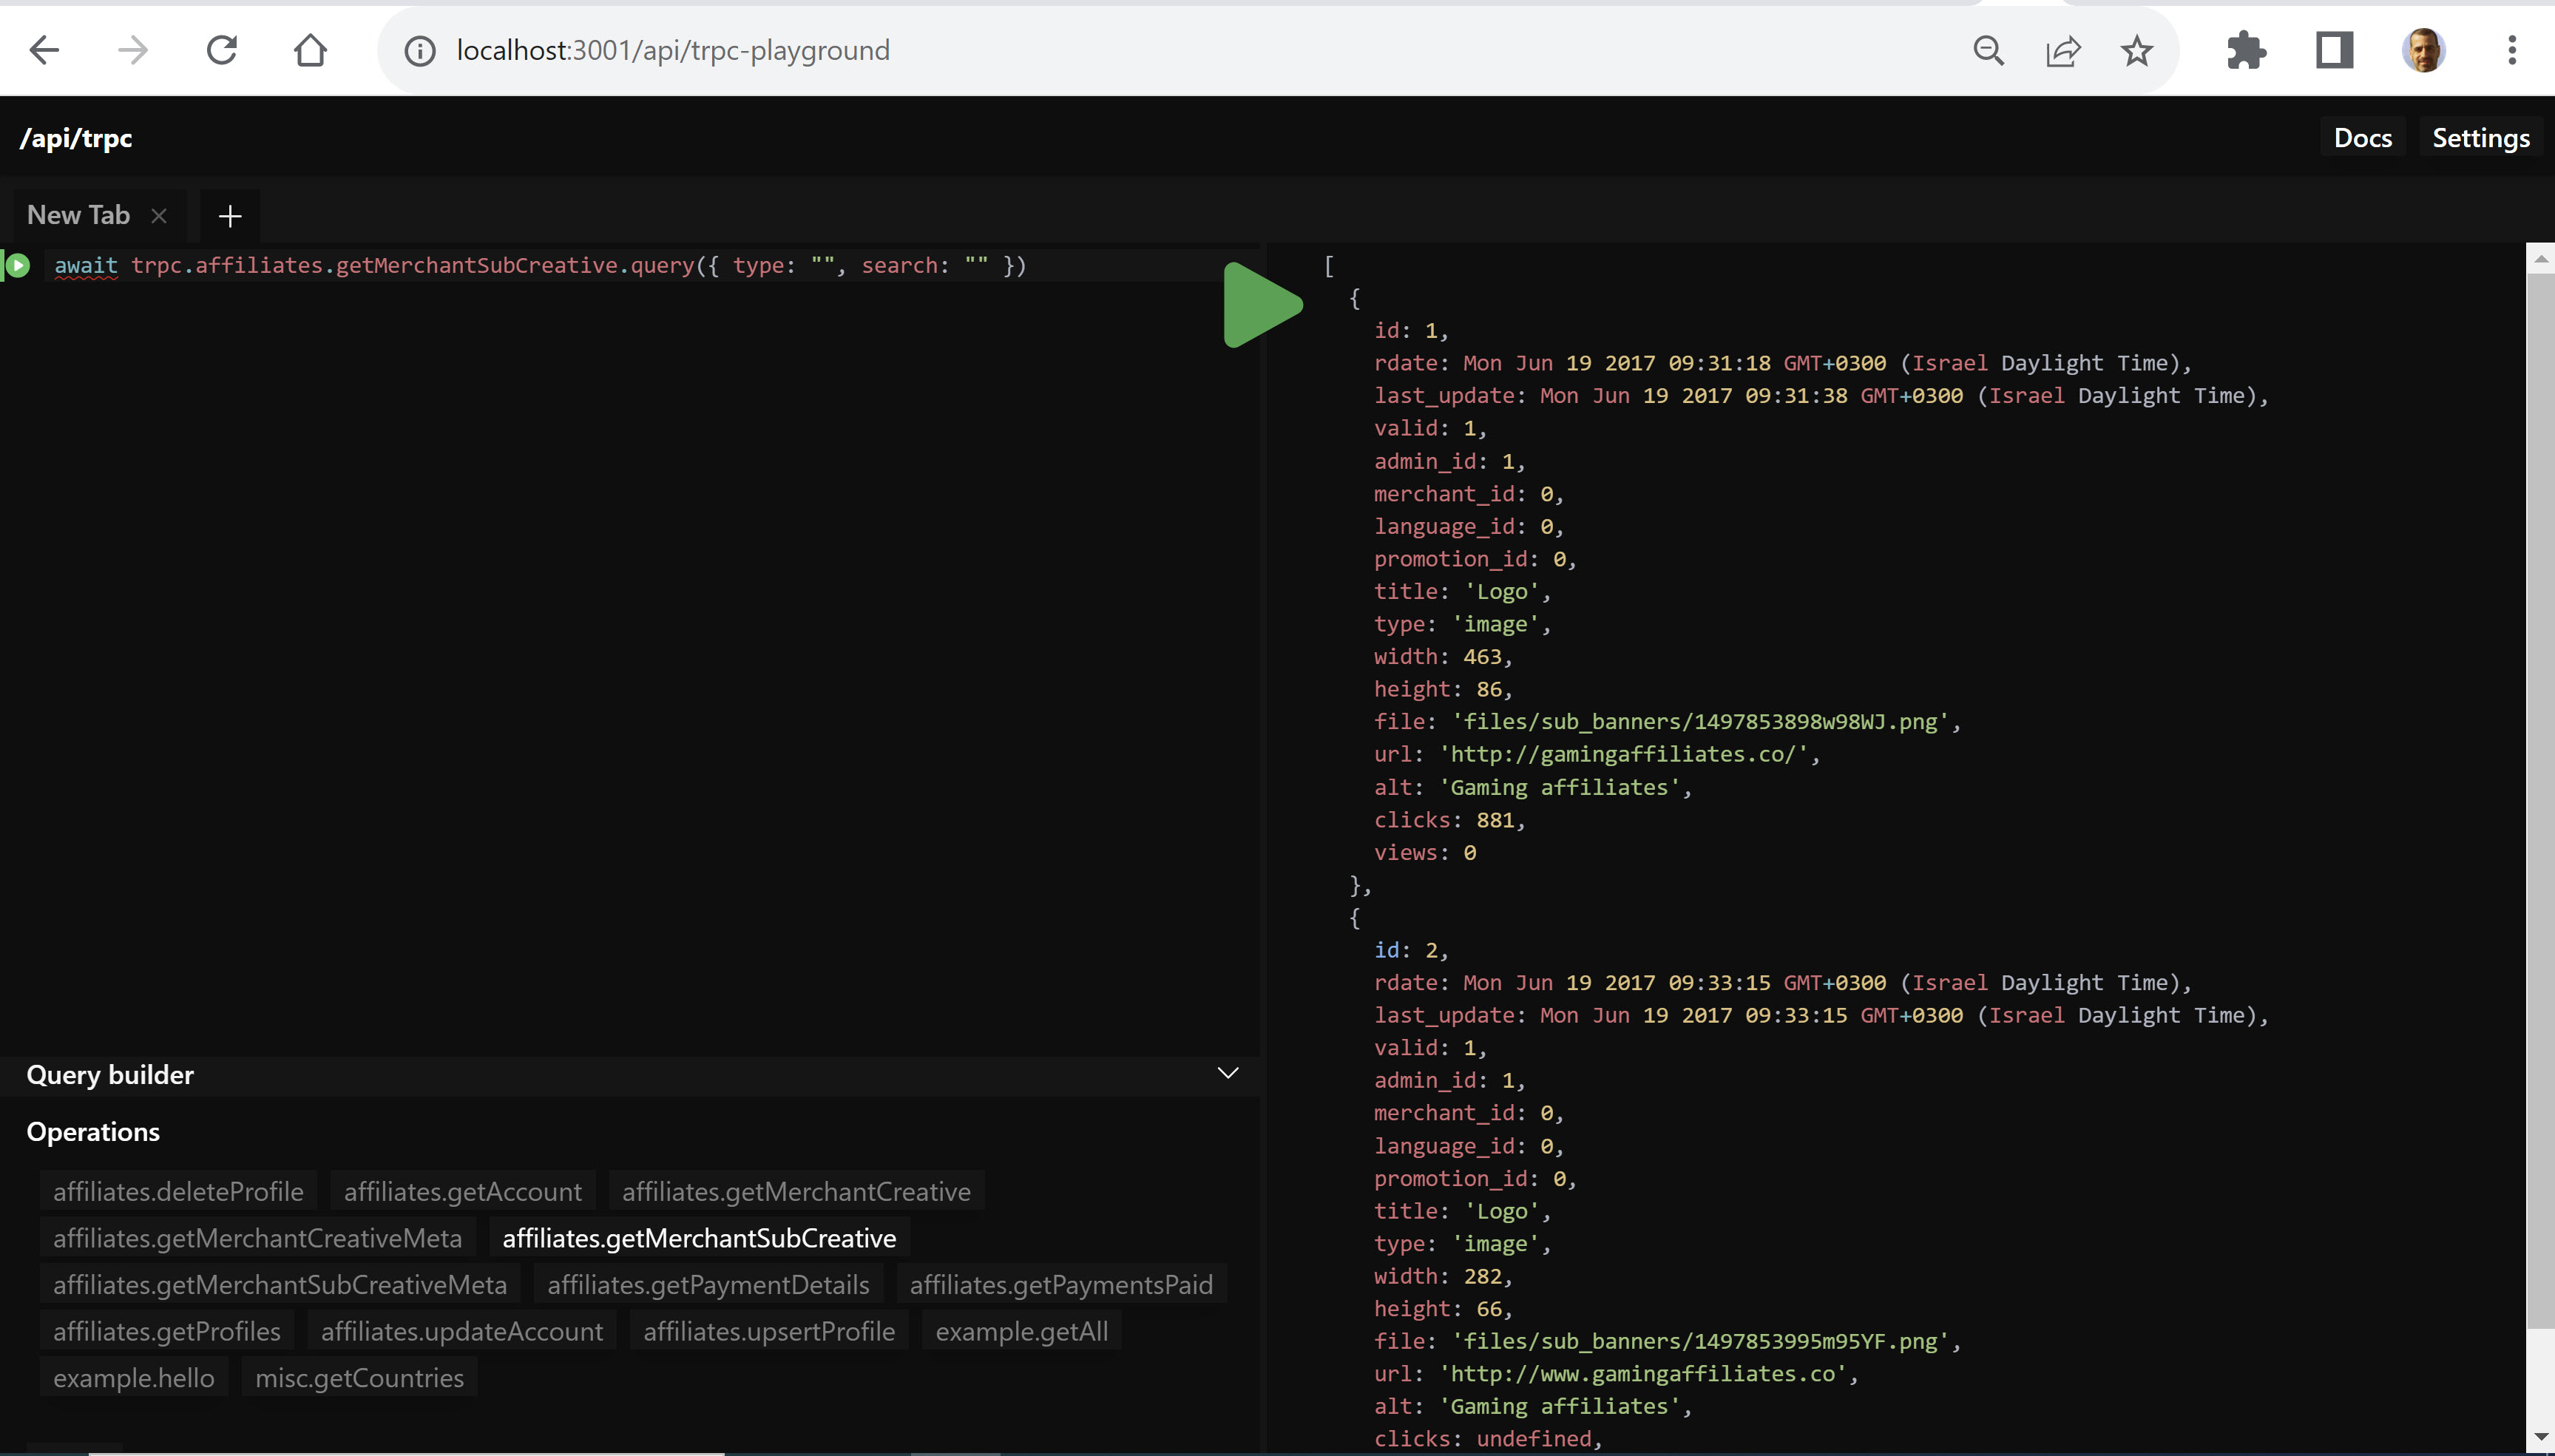 localhost:3001/api/trpc-playground
/api/trpc
Docs
Settings
New Tab
await trpc.affiliates.getMerchantSubCreative.query({ type: "", search: "" })
[
{
id: 1,
rdate: Mon Jun 19 2017 09:31:18 GMT+0300 (Israel Daylight Time),
last_update: Mon Jun 19 2017 09:31:38 GMT+0300 (Israel Daylight Time),
valid: 1,
admin_id: 1,
merchant_id: 0,
language_id: 0,
promotion_id: 0,
title: 'Logo',
type: 'image',
width: 463,
height: 86,
file: 'files/sub_banners/1497853898w98WJ.png',
url: 'http://gamingaffiliates.co/',
alt: 'Gaming affiliates',
clicks: 881,
views: 0
},
{
id: 2,
rdate: Mon Jun 19 2017 09:33:15 GMT+0300 (Israel Daylight Time),
last_update: Mon Jun 19 2017 09:33:15 GMT+0300 (Israel Daylight Time),
valid: 1,
admin_id: 1,
merchant_id: 0,
language_id: 0,
promotion_id: 0,
title: 'Logo',
type: 'image',
width: 282,
height: 66,
file: 'files/sub_banners/1497853995m95YF.png',
url: 'http://www.gamingaffiliates.co',
alt: 'Gaming affiliates',
clicks: undefined,
Query builder
Operations
affiliates.deleteProfile
affiliates.getAccount
affiliates.getMerchantCreative
affiliates.getMerchantCreativeMeta
affiliates.getMerchantSubCreative
affiliates.getMerchantSubCreativeMeta
affiliates.getPaymentDetails
affiliates.getPaymentsPaid
affiliates.getProfiles
affiliates.updateAccount
affiliates.upsertProfile
example.getAll
example.hello
misc.getCountries